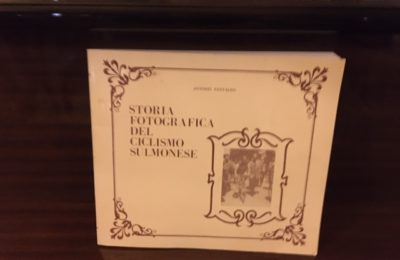 STORIA
FOTOGRAFICA
DEL
CICLISMO
SULMONESE